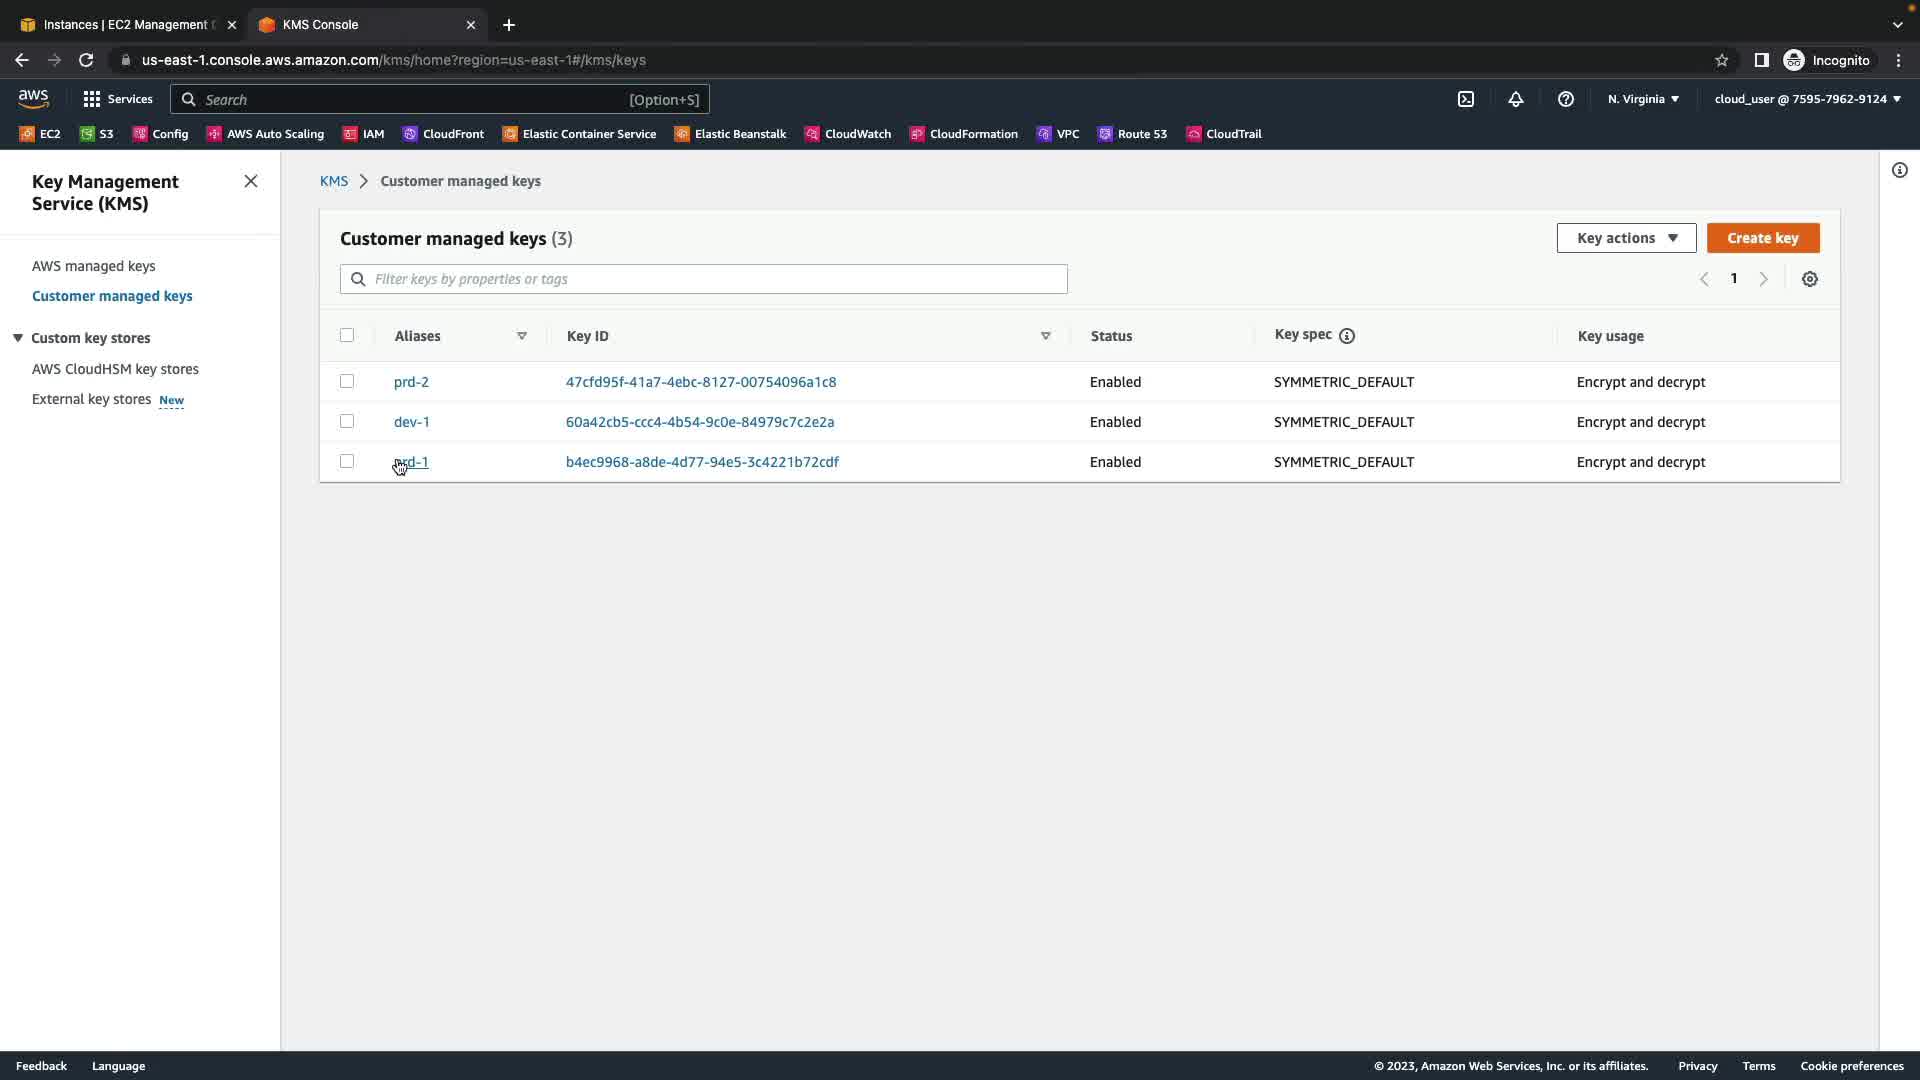 Instances | EC2 Management
KMS Console
us-east-1.console.aws.amazon.com/kms/home?region=us-east-1#/kms/keys
Incognito
aws
Services
Search
[Option+S]
N. Virginia
cloud_user @ 7595-7962-9124
EC2
S3
Config
AWS Auto Scaling
IAM
CloudFront
Elastic Container Service
Elastic Beanstalk
CloudWatch
CloudFormation
VPC
Route 53
CloudTrail
Key Management
Service (KMS)
AWS managed keys
Customer managed keys
Custom key stores
AWS CloudHSM key stores
External key stores New
KMS > Customer managed keys
Customer managed keys (3)
Key actions
Create key
Filter keys by properties or tags
1
Aliases Key ID Status Key spec Key usage
prd-2 47cfd95f-41a7-4ebc-8127-00754096a1c8 Enabled SYMMETRIC_DEFAULT Encrypt and decrypt
dev-1 60a42cb5-ccc4-4b54-9c0e-84979c7c2e2a Enabled SYMMETRIC_DEFAULT Encrypt and decrypt
prd-1 b4ec9968-a8de-4d77-94e5-3c4221b72cdf Enabled SYMMETRIC_DEFAULT Encrypt and decrypt
Feedback
Language
© 2023, Amazon Web Services, Inc. or its affiliates.
Privacy
Terms
Cookie preferences